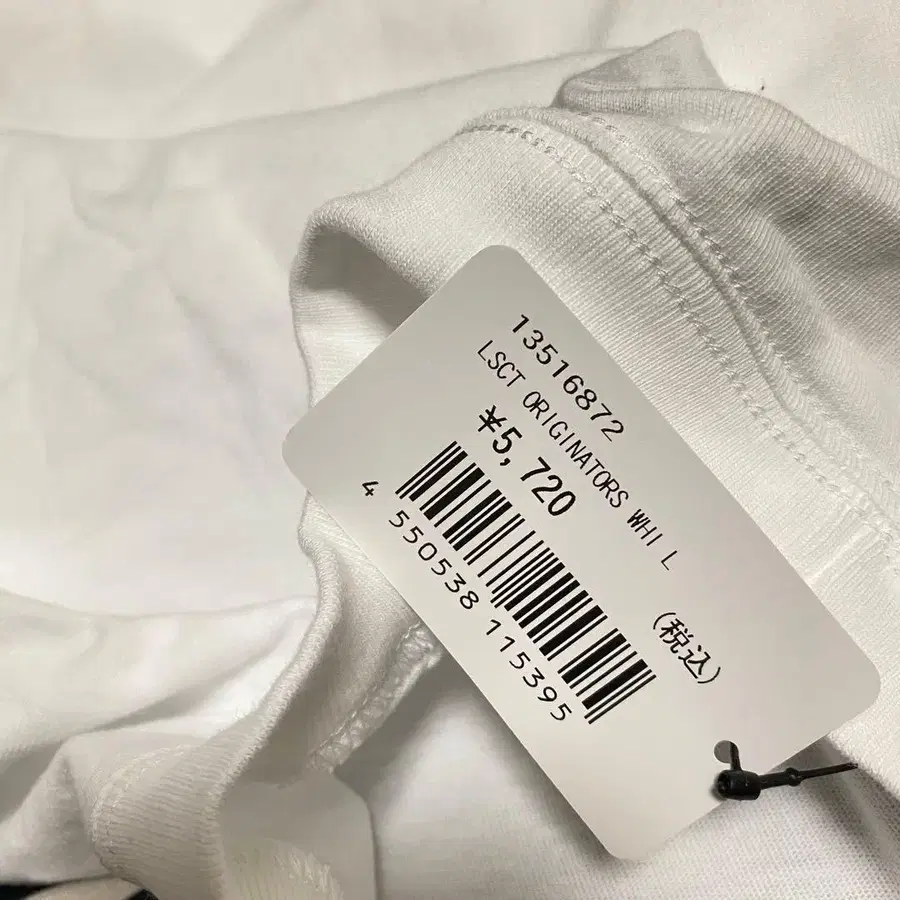 13516872
LSCT ORIGINATORS WHI L
¥5,720
(税込)
4 550538 115395